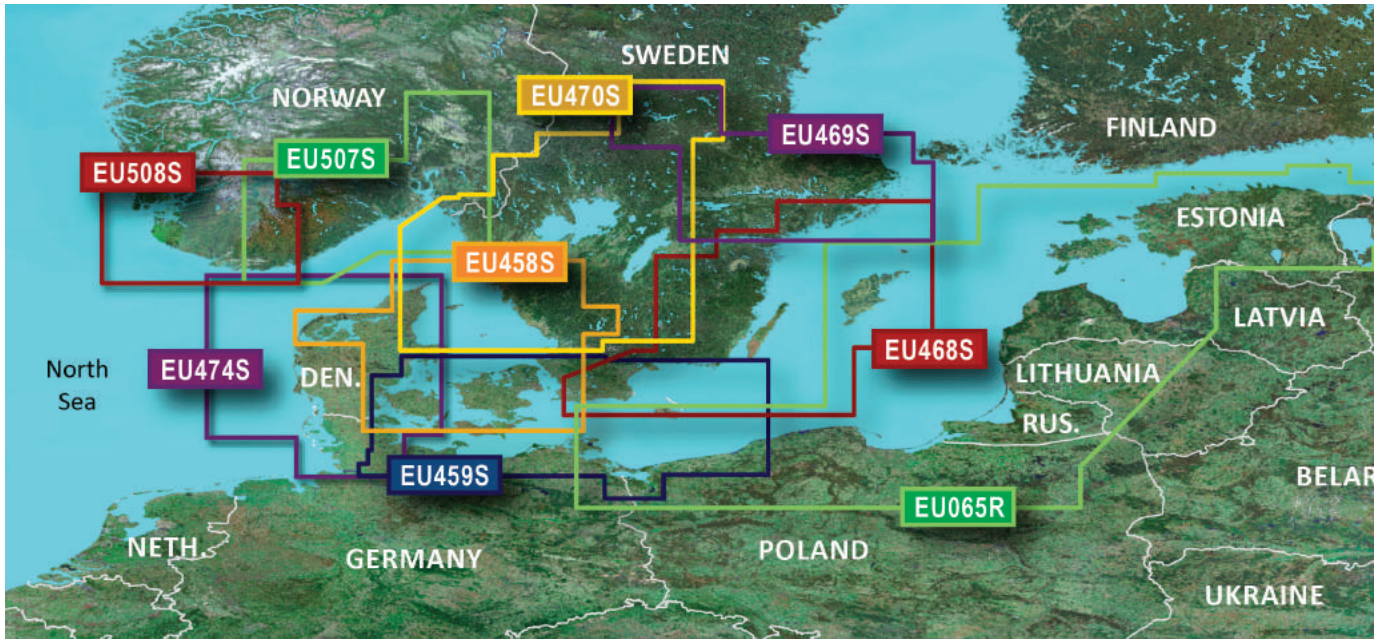 SWEDEN
NORWAY
EU470S
FINLAND
EU469S
EU507S
EU508S
ESTONIA
EU458S
LATVIA
EU468S
North
Sea
EU474S
DEN.
LITHUANIA
RUS.
EU459S
BELAR
EU065R
NETH.
GERMANY
POLAND
UKRAINE